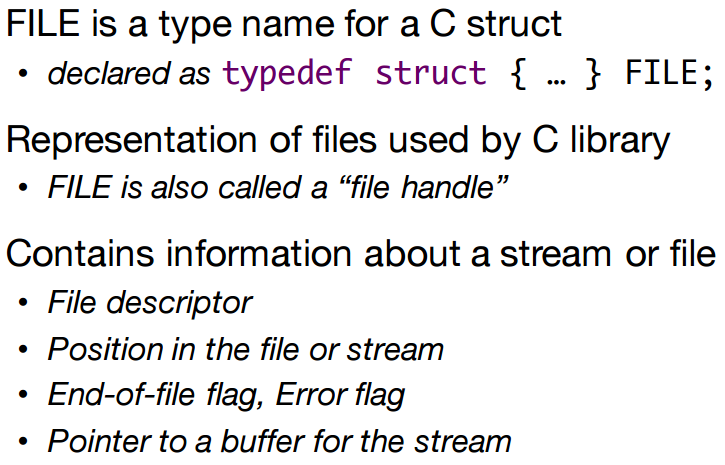 FILE is a type name for a C struct
• declared as typedef struct { … } FILE;
Representation of files used by C library
• FILE is also called a “file handle”
Contains information about a stream or file
• File descriptor
• Position in the file or stream
• End-of-file flag, Error flag
• Pointer to a buffer for the stream